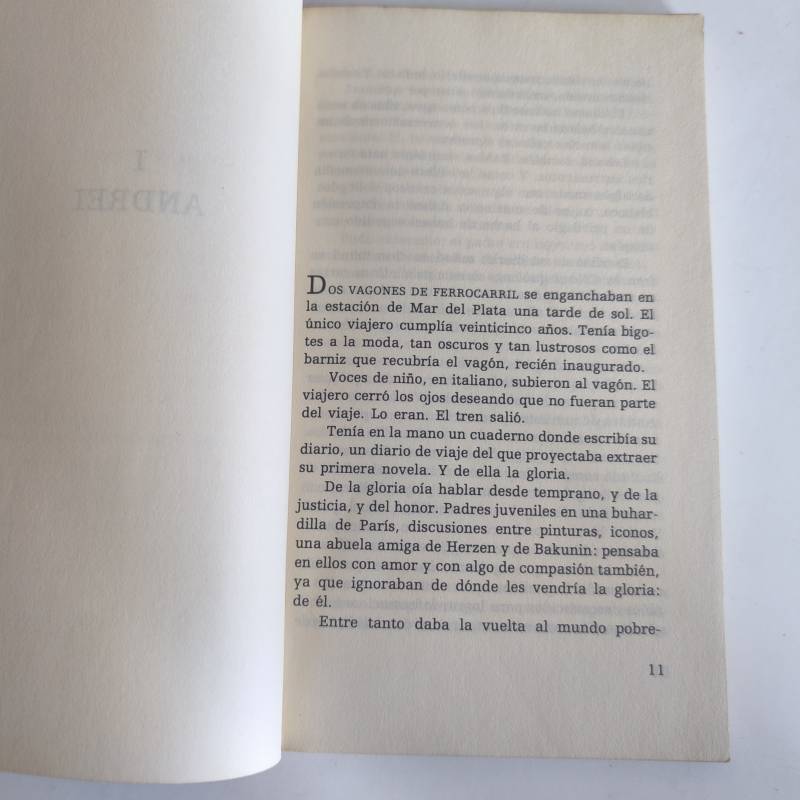 I
ANDREI
DOS VAGONES DE FERROCARRIL se enganchaban en
la estación de Mar del Plata una tarde de sol. El
único viajero cumplía veinticinco años. Tenía bigo-
tes a la moda, tan oscuros y tan lustrosos como el
barniz que recubría el vagón, recién inaugurado.
Voces de niño, en italiano, subieron al vagón. El
viajero cerró los ojos deseando que no fueran parte
del viaje. Lo eran. El tren salió.
Tenía en la mano un cuaderno donde escribía su
diario, un diario de viaje del que proyectaba extraer
su primera novela. Y de ella la gloria.
De la gloria oía hablar desde temprano, y de la
justicia, y del honor. Padres juveniles en una buhar-
dilla de París, discusiones entre pinturas, iconos,
una abuela amiga de Herzen y de Bakunin: pensaba
en ellos con amor y con algo de compasión también,
ya que ignoraban de dónde les vendría la gloria:
de él.
Entre tanto daba la vuelta al mundo pobre-
11